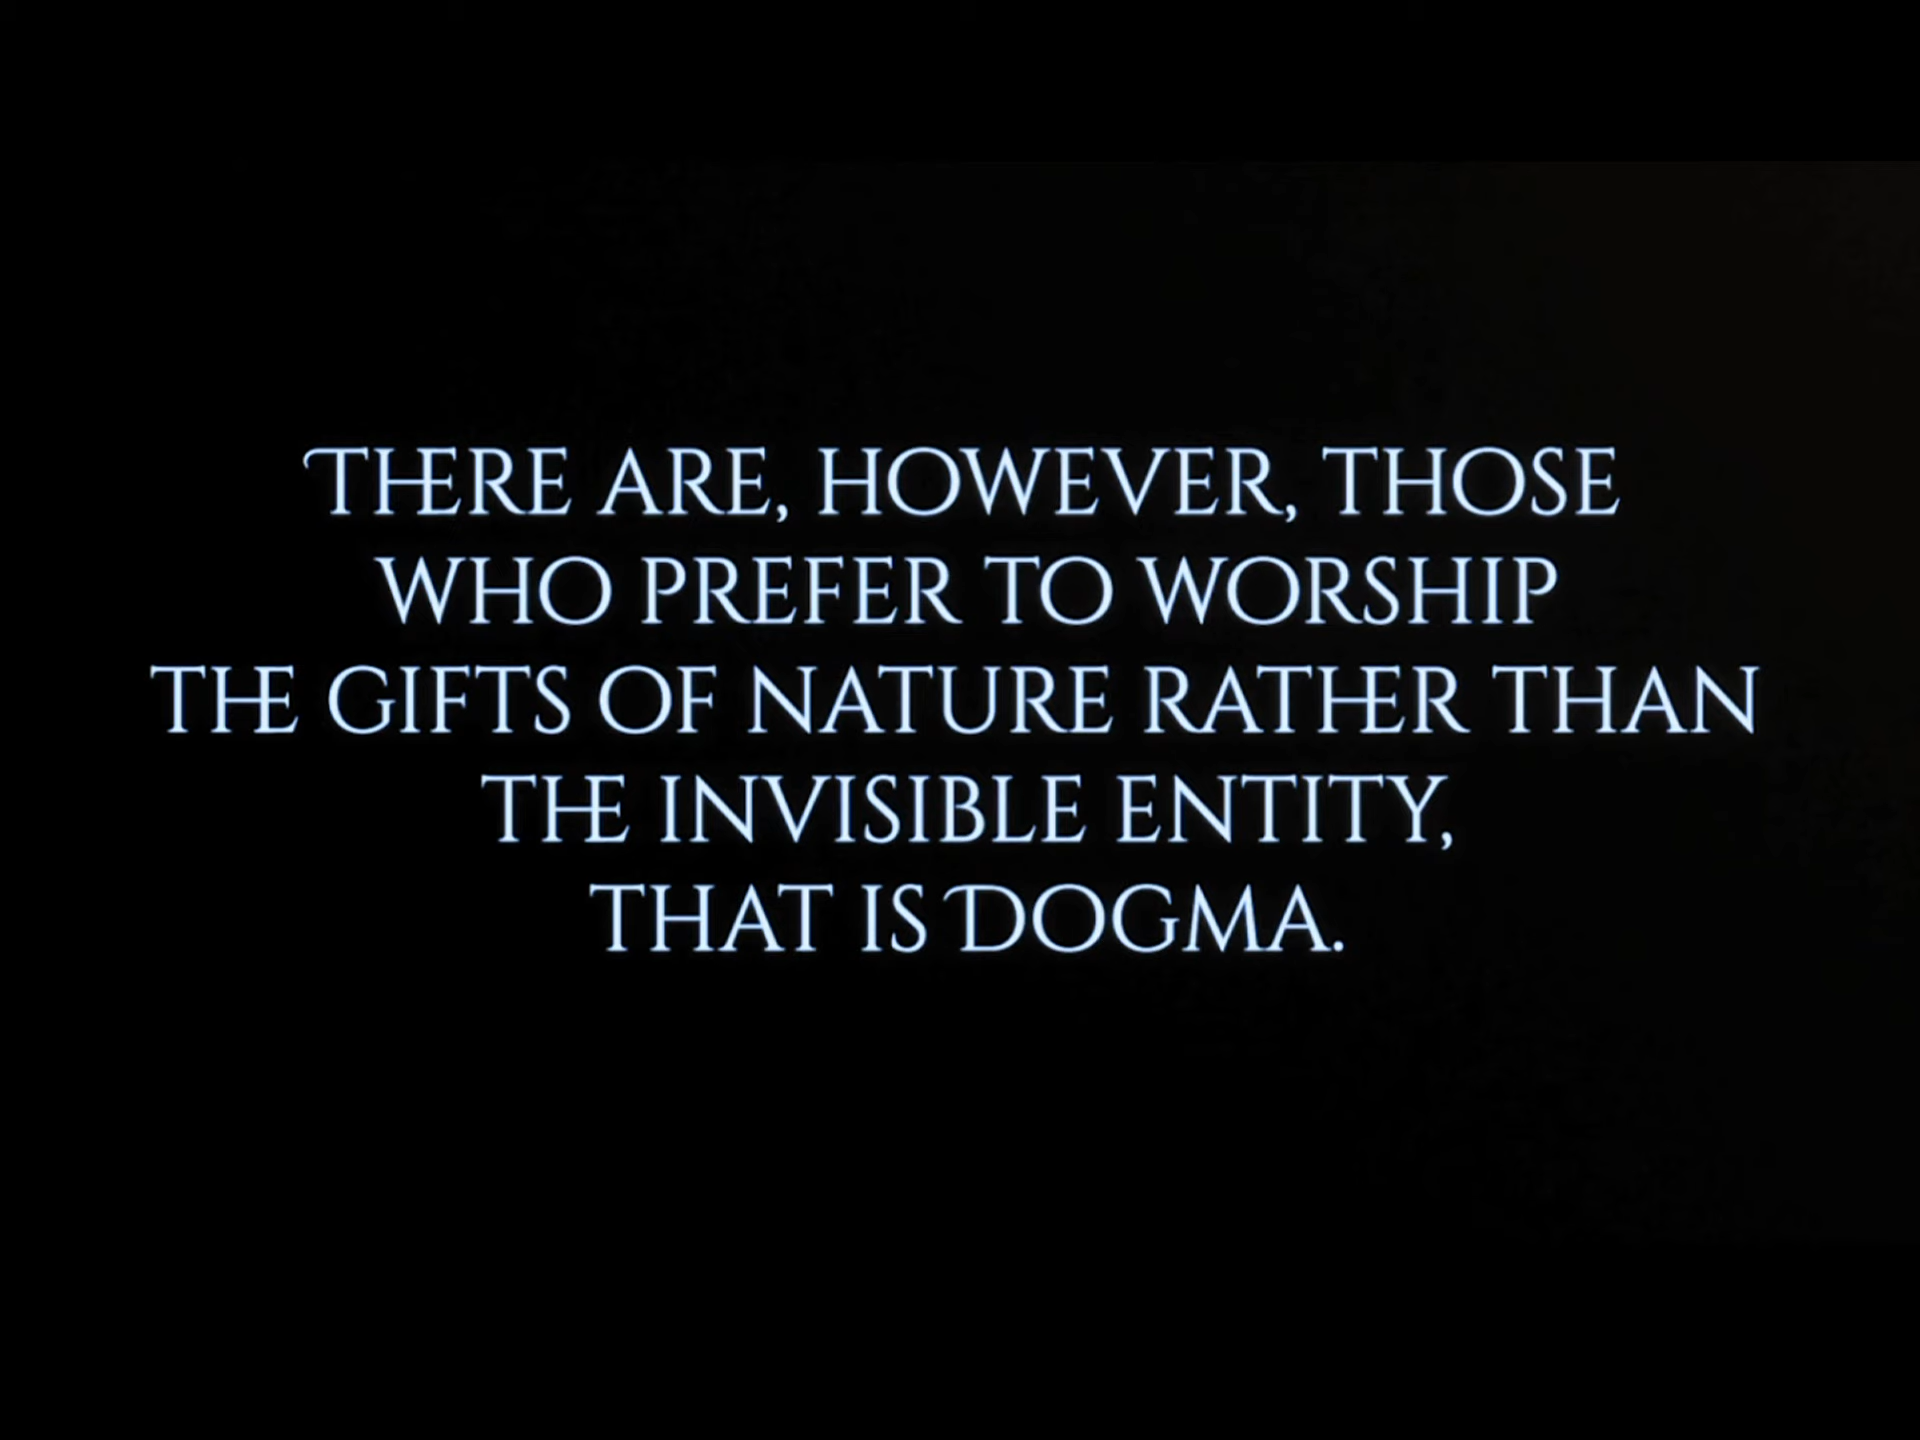 There are, however, those
who prefer to worship
the gifts of nature rather than
the invisible entity,
that is Dogma.